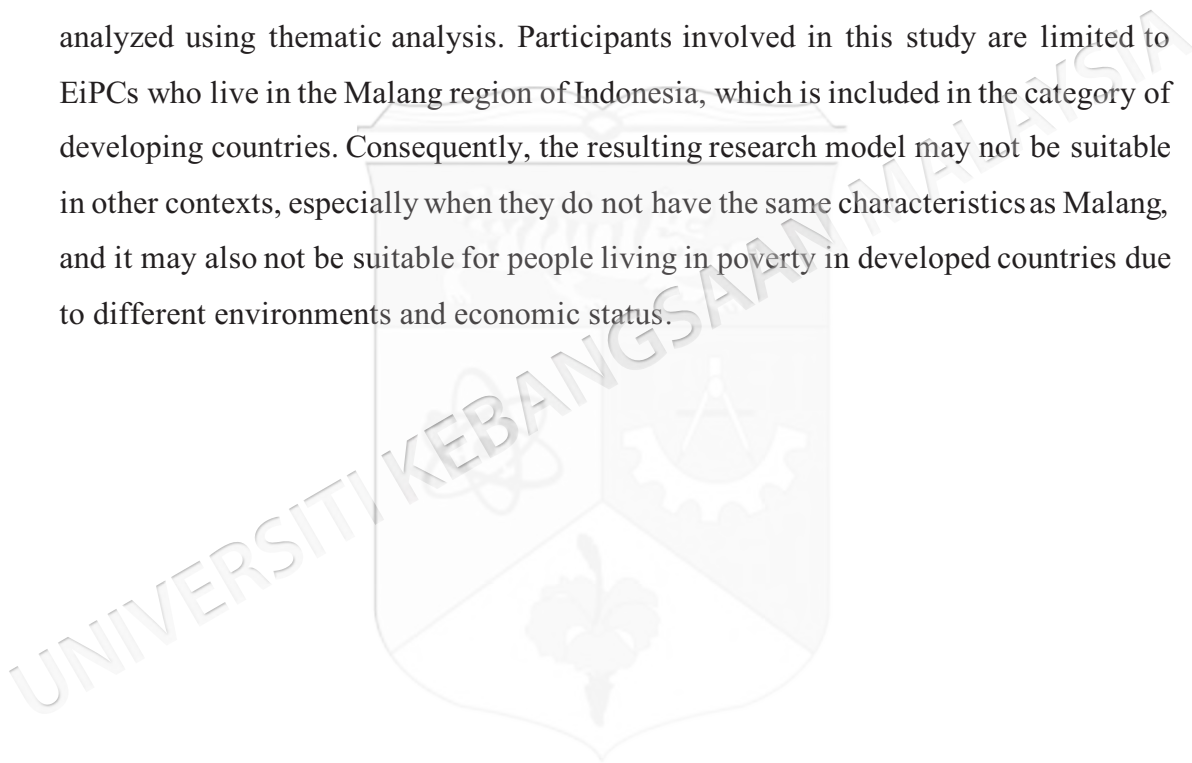 analyzed using thematic analysis. Participants involved in this study are limited to
EiPCs who live in the Malang region of Indonesia, which is included in the category of
developing countries. Consequently, the resulting research model may not be suitable
in other contexts, especially when they do not have the same characteristics as Malang,
and it may also not be suitable for people living in poverty in developed countries due
to different environments and economic status.
UNIVERSITI KEBANGSAAN MALAYSIA